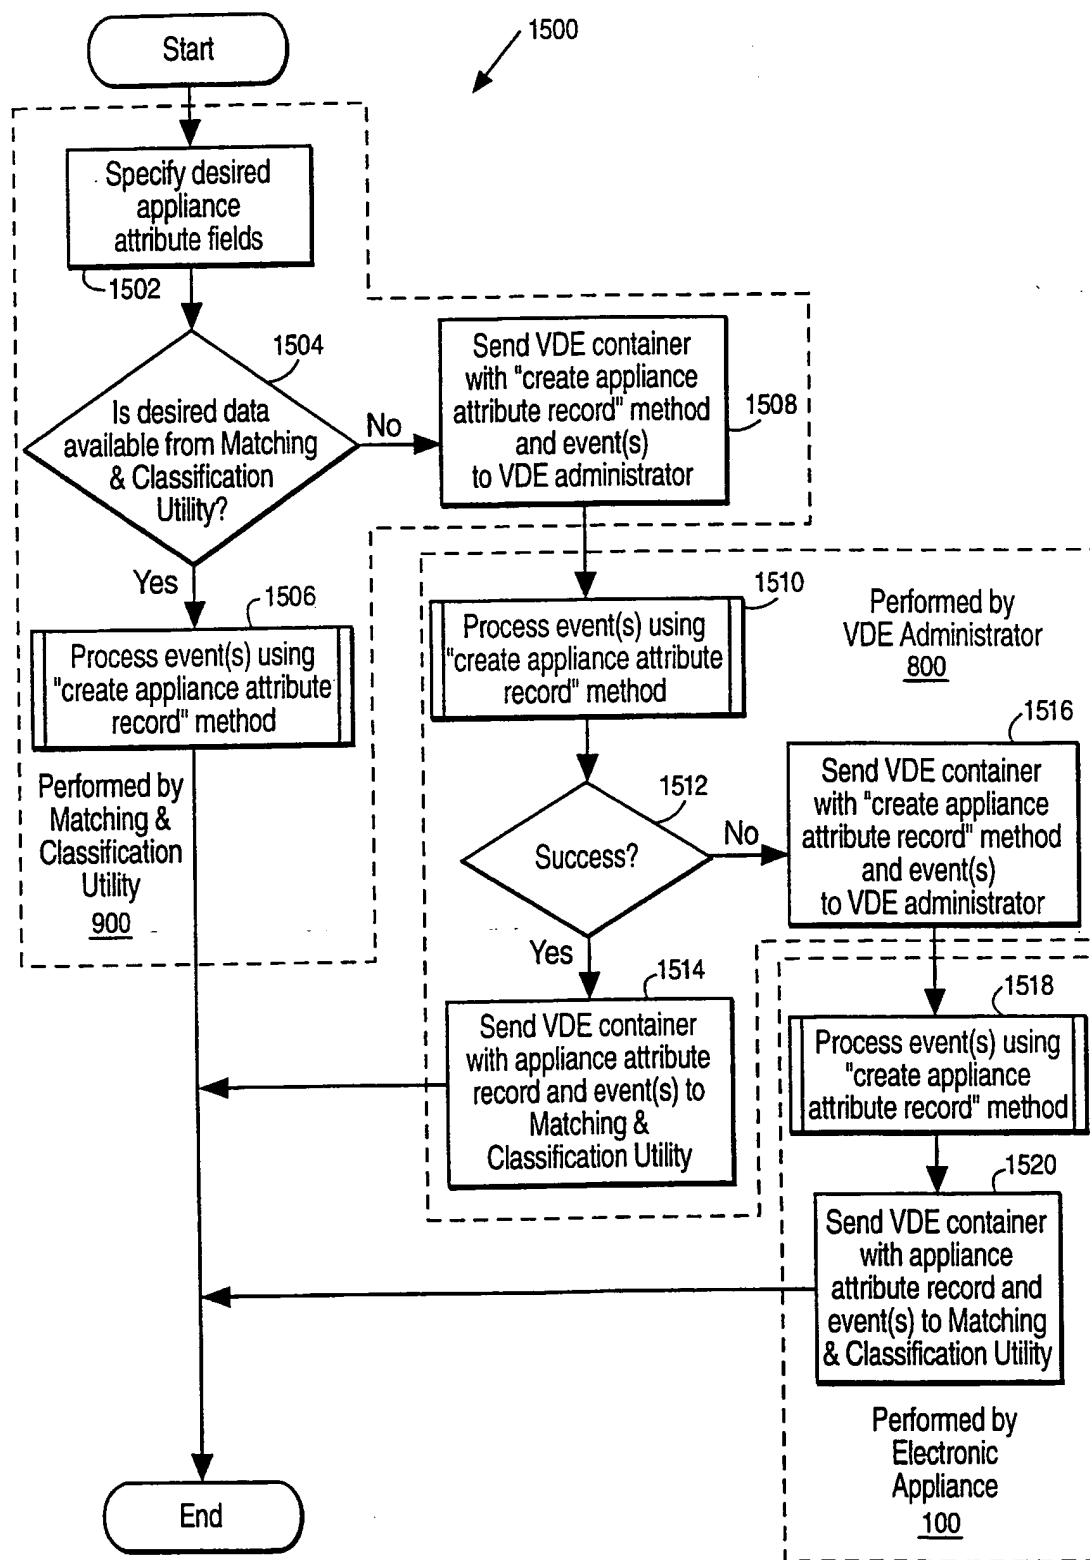 Start
1500
Specify desired
appliance
attribute fields
1502
1504
Is desired data
available from Matching
& Classification
Utility?
No
Yes
Send VDE container
with "create appliance
attribute record" method
and event(s)
to VDE administrator
1508
1506
Process event(s) using
"create appliance attribute
record" method
Performed by
Matching &
Classification
Utility
900
1510
Process event(s) using
"create appliance attribute
record" method
Performed by
VDE Administrator
800
1512
Success?
No
Yes
1516
Send VDE container
with "create appliance
attribute record" method
and event(s)
to VDE administrator
1514
Send VDE container
with appliance attribute
record and event(s) to
Matching &
Classification Utility
1518
Process event(s) using
"create appliance
attribute record" method
1520
Send VDE container
with appliance
attribute record and
event(s) to Matching
& Classification Utility
Performed by
Electronic
Appliance
100
End